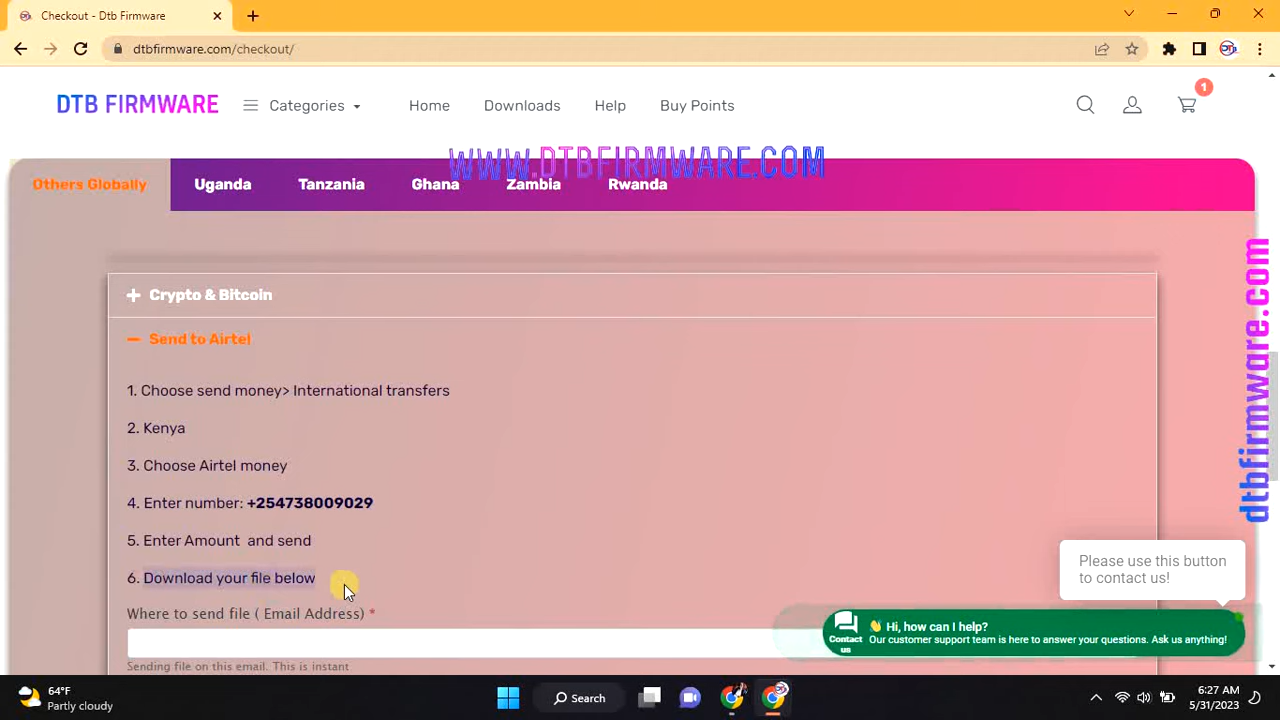 Checkout - Dtb Firmware
dtbfirmware.com/checkout/
DTB FIRMWARE
Categories
Home
Downloads
Help
Buy Points
1
WWW.DTBFIRMWARE.COM
Others Globally
Uganda
Tanzania
Ghana
Zambia
Rwanda
Crypto & Bitcoin
Send to Airtel
1. Choose send money> International transfers
2. Kenya
3. Choose Airtel money
4. Enter number: +254738009029
5. Enter Amount and send
6. Download your file below
Where to send file ( Email Address) *
Sending file on this email. This is instant
dtbfirmware.com
Please use this button
to contact us!
Contact
us
👋 Hi, how can I help?
Our customer support team is here to answer your questions. Ask us anything!
64°F
Partly cloudy
Search
6:27 AM
5/31/2023